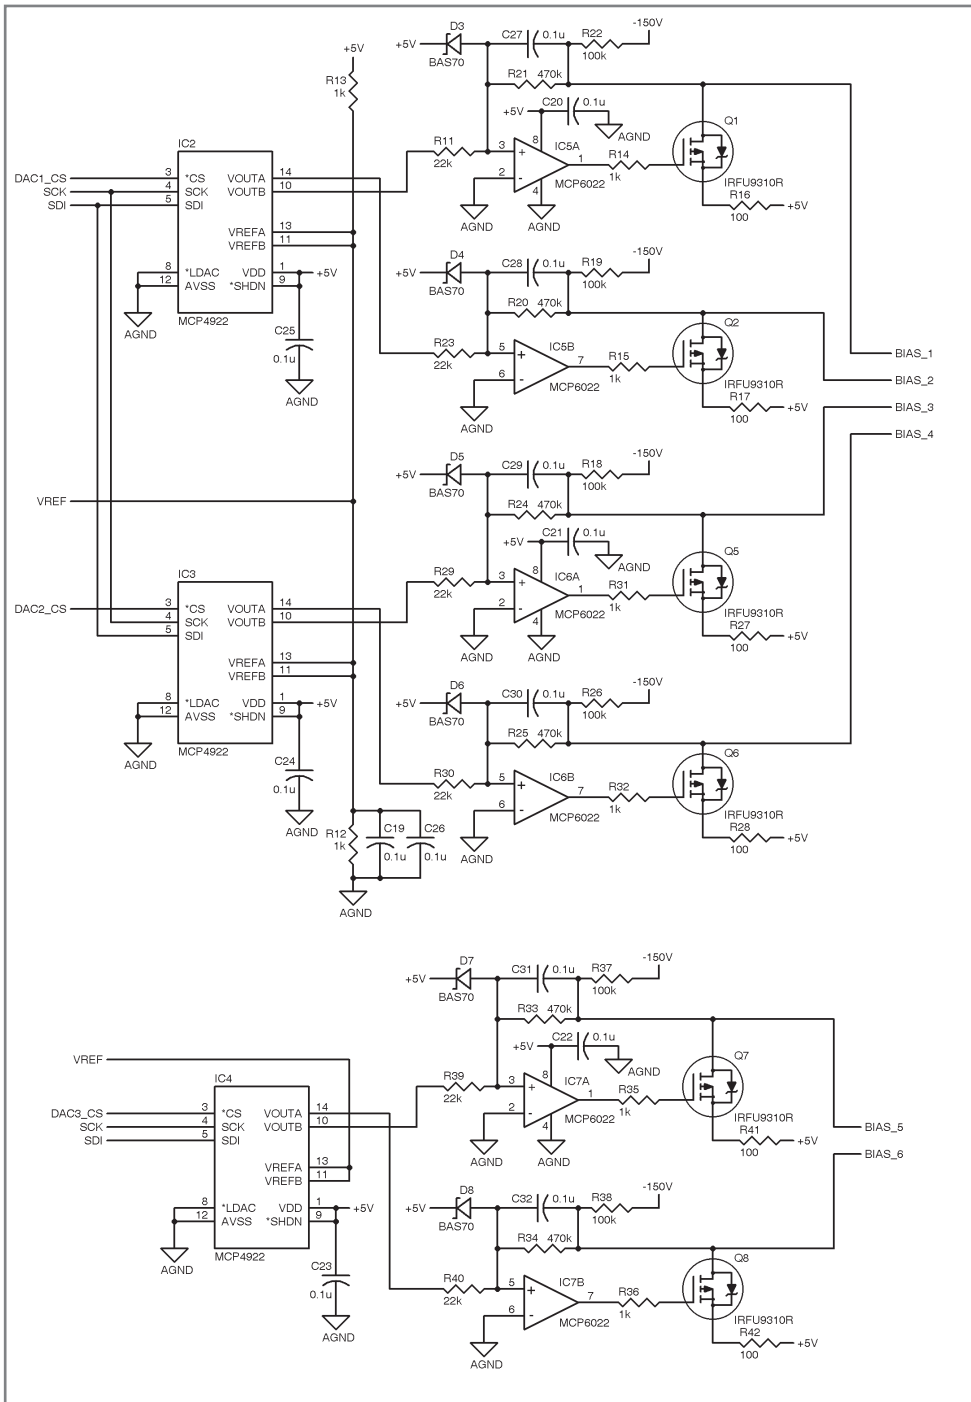 D3
+5V
BAS70
C27 0.1u
R22
100k
-150V
R21 470k
+5V
R13
1k
+5V
C20 0.1u
AGND
Q1
IC2
R11
22k
3
+
2
-
8
4
IC5A
1
MCP6022
R14
1k
IRFU9310R
R16
100
+5V
AGND
AGND
DAC1_CS
SCK
SDI
3 *CS
4 SCK
5 SDI
VOUTA 14
VOUTB 10
VREFA 13
VREFB 11
8 *LDAC
12 AVSS
VDD 1
*SHDN 9
+5V
MCP4922
AGND
C25
0.1u
AGND
D4
+5V
BAS70
C28 0.1u
R19
100k
-150V
R20 470k
Q2
R23
22k
5
+
6
-
IC5B
7
MCP6022
R15
1k
IRFU9310R
R17
100
+5V
AGND
BIAS_1
BIAS_2
BIAS_3
BIAS_4
D5
+5V
BAS70
C29 0.1u
R18
100k
-150V
R24 470k
VREF
+5V
C21 0.1u
AGND
Q5
IC3
R29
22k
3
+
2
-
8
4
IC6A
1
MCP6022
R31
1k
IRFU9310R
R27
100
+5V
AGND
AGND
DAC2_CS
3 *CS
4 SCK
5 SDI
VOUTA 14
VOUTB 10
VREFA 13
VREFB 11
8 *LDAC
12 AVSS
VDD 1
*SHDN 9
+5V
MCP4922
AGND
C24
0.1u
AGND
D6
+5V
BAS70
C30 0.1u
R26
100k
-150V
R25 470k
Q6
R30
22k
5
+
6
-
IC6B
7
MCP6022
R32
1k
IRFU9310R
R28
100
+5V
AGND
R12
1k
C19
0.1u
C26
0.1u
AGND
D7
+5V
BAS70
C31 0.1u
R37
100k
-150V
R33 470k
+5V
C22 0.1u
AGND
Q7
VREF
IC4
R39
22k
3
+
2
-
8
4
IC7A
1
MCP6022
R35
1k
IRFU9310R
R41
100
+5V
AGND
AGND
DAC3_CS
SCK
SDI
3 *CS
4 SCK
5 SDI
VOUTA 14
VOUTB 10
VREFA 13
VREFB 11
8 *LDAC
12 AVSS
VDD 1
*SHDN 9
+5V
MCP4922
AGND
C23
0.1u
AGND
BIAS_5
BIAS_6
D8
+5V
BAS70
C32 0.1u
R38
100k
-150V
R34 470k
Q8
R40
22k
5
+
6
-
IC7B
7
MCP6022
R36
1k
IRFU9310R
R42
100
+5V
AGND